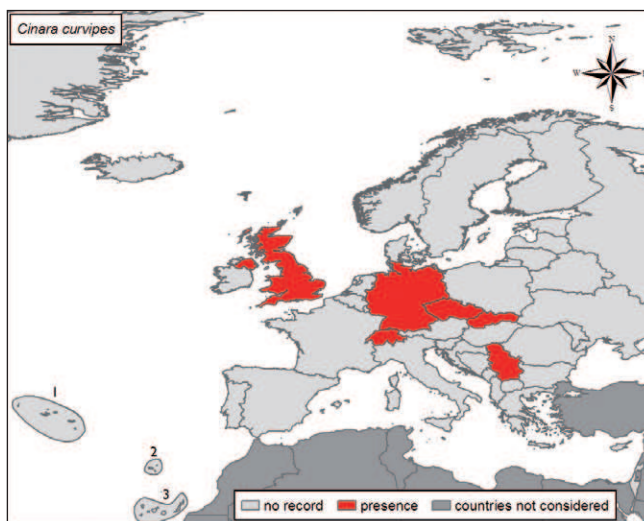 Cinara curvipes
N
W
E
S
1
2
3
no record presence countries not considered